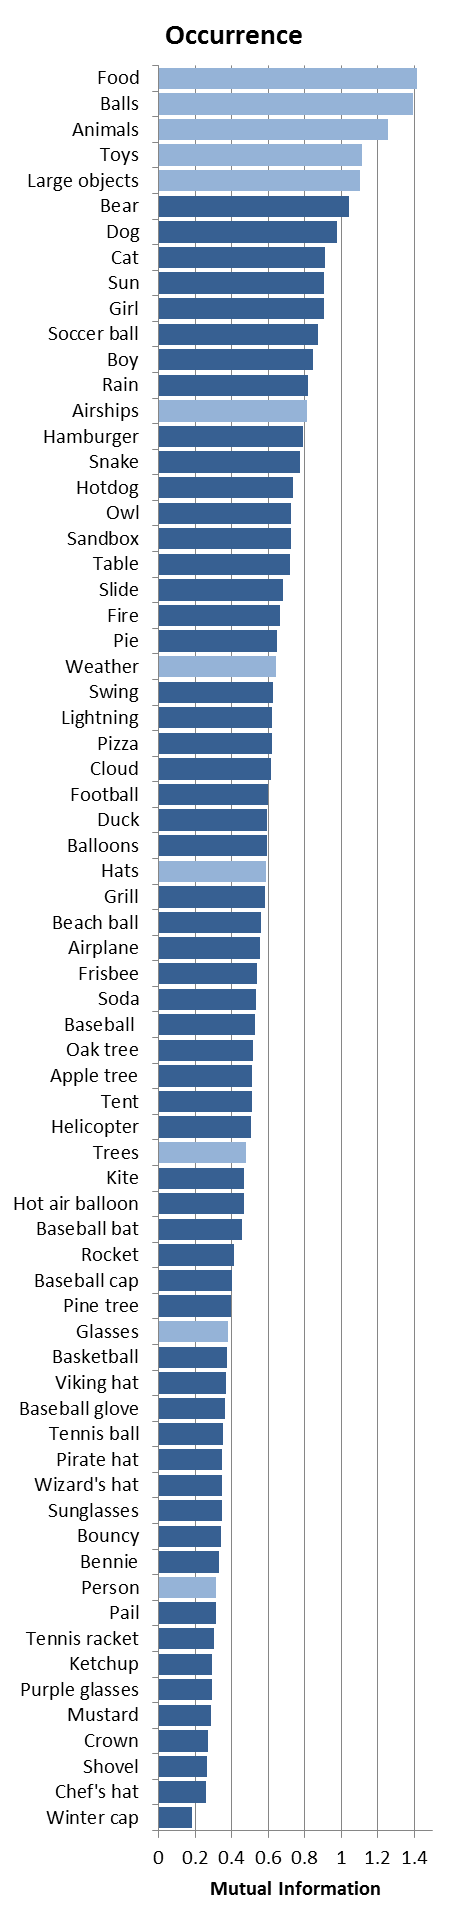 Occurrence
Food
Balls
Animals
Toys
Large objects
Bear
Dog
Cat
Sun
Girl
Soccer ball
Boy
Rain
Airships
Hamburger
Snake
Hotdog
Owl
Sandbox
Table
Slide
Fire
Pie
Weather
Swing
Lightning
Pizza
Cloud
Football
Duck
Balloons
Hats
Grill
Beach ball
Airplane
Frisbee
Soda
Baseball
Oak tree
Apple tree
Tent
Helicopter
Trees
Kite
Hot air balloon
Baseball bat
Rocket
Baseball cap
Pine tree
Glasses
Basketball
Viking hat
Baseball glove
Tennis ball
Pirate hat
Wizard's hat
Sunglasses
Bouncy
Bennie
Person
Pail
Tennis racket
Ketchup
Purple glasses
Mustard
Crown
Shovel
Chef's hat
Winter cap
0 0.2 0.4 0.6 0.8 1 1.2 1.4
Mutual Information